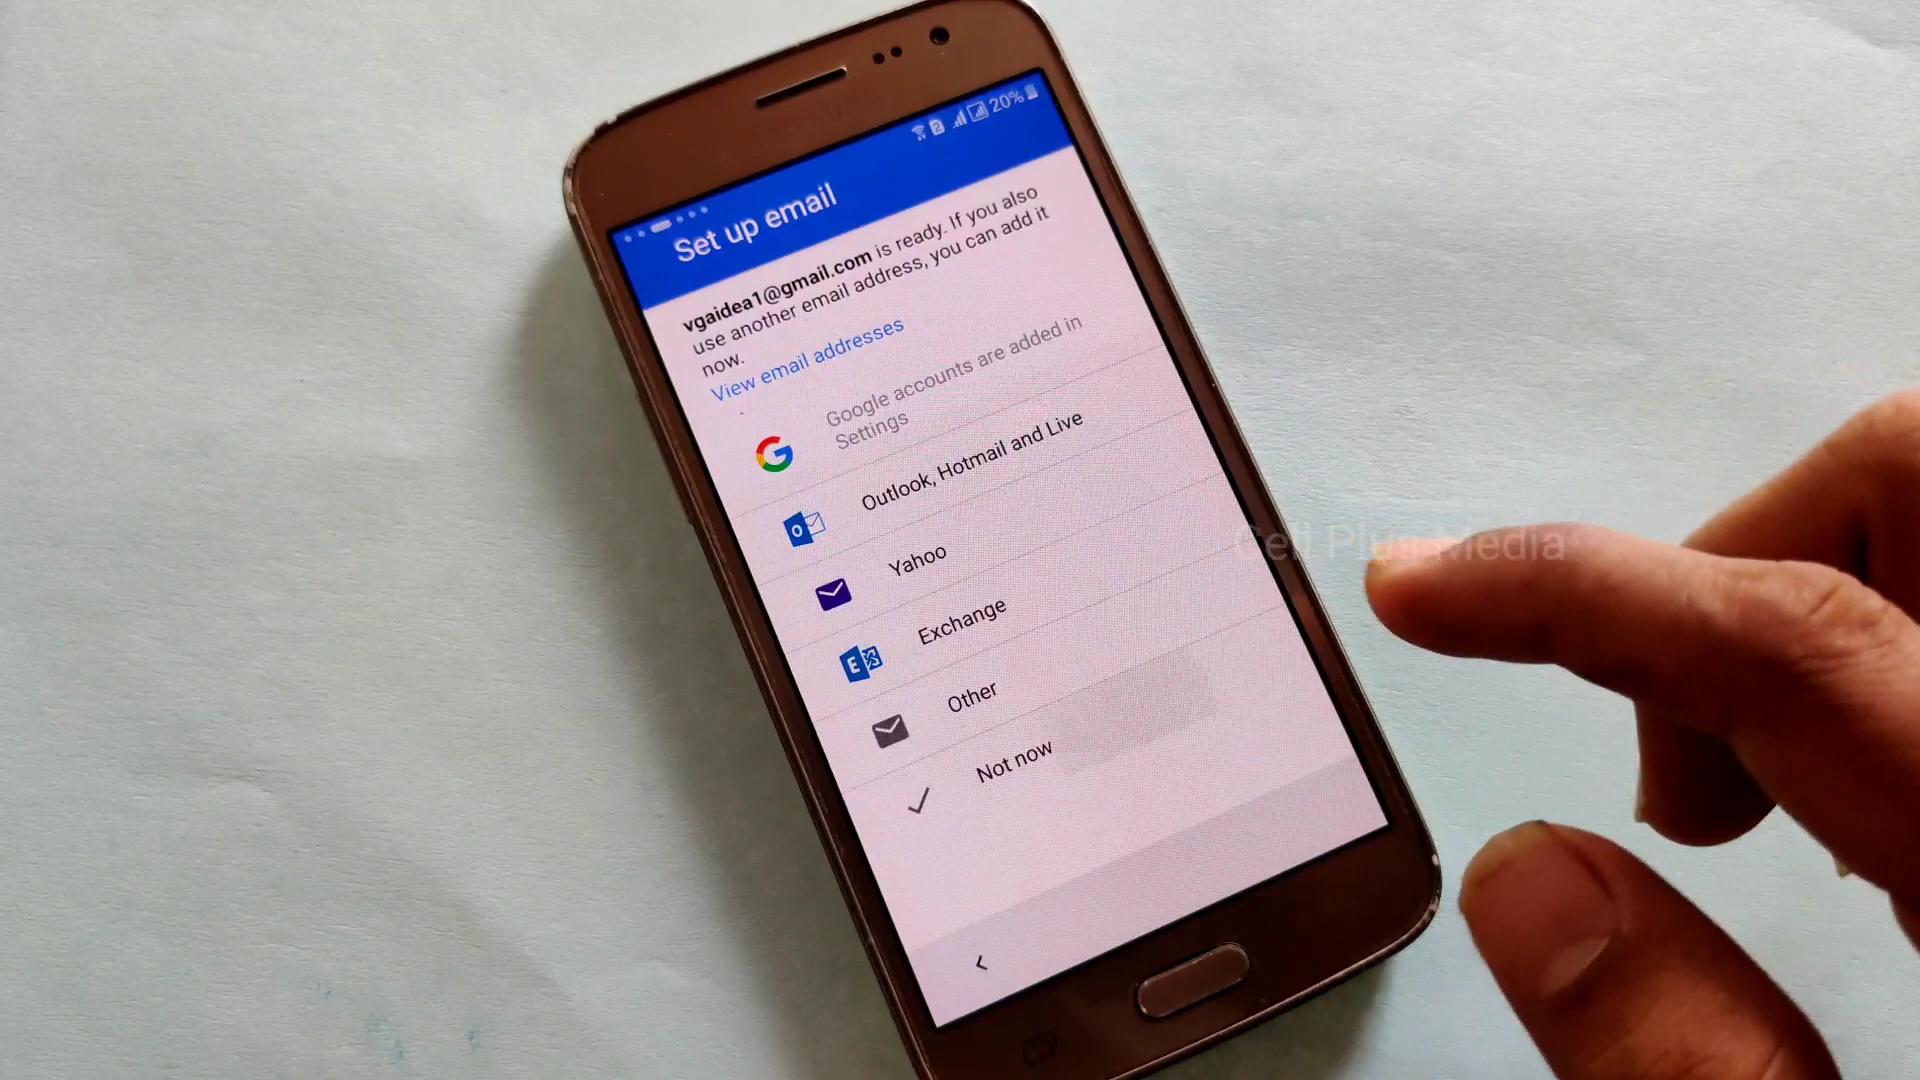 20%
Set up email
vgaidea1@gmail.com is ready. If you also
use another email address, you can add it
now.
View email addresses
Google accounts are added in
Settings
Outlook, Hotmail and Live
Yahoo
Exchange
Other
Not now
Cell Plus Media